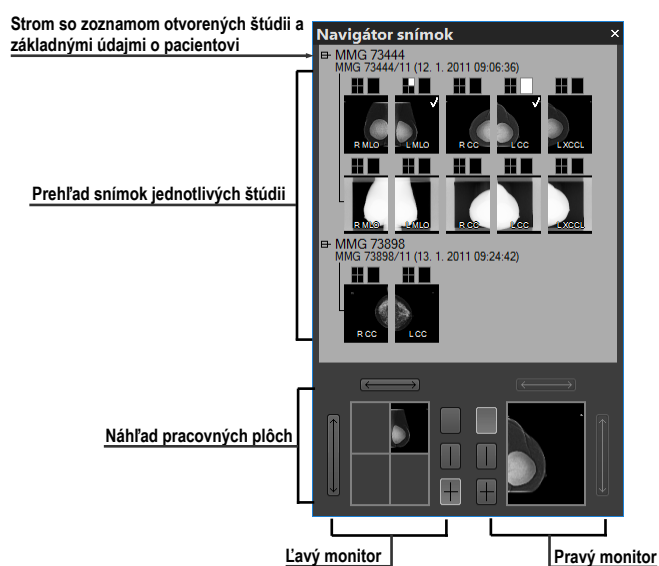 Strom so zoznamom otvorených štúdii a
základnými údajmi o pacientovi
Navigátor snímok
MMG 73444
MMG 73444/11 (12. 1. 2011 09:06:36)
R MLO L MLO R CC L CC L XCCL
Prehľad snímok jednotlivých štúdii
R MLO L MLO R CC L CC L XCCL
MMG 73898
MMG 73898/11 (13. 1. 2011 09:24:42)
R CC L CC
Náhľad pracovných plôch
Ľavý monitor
Pravý monitor